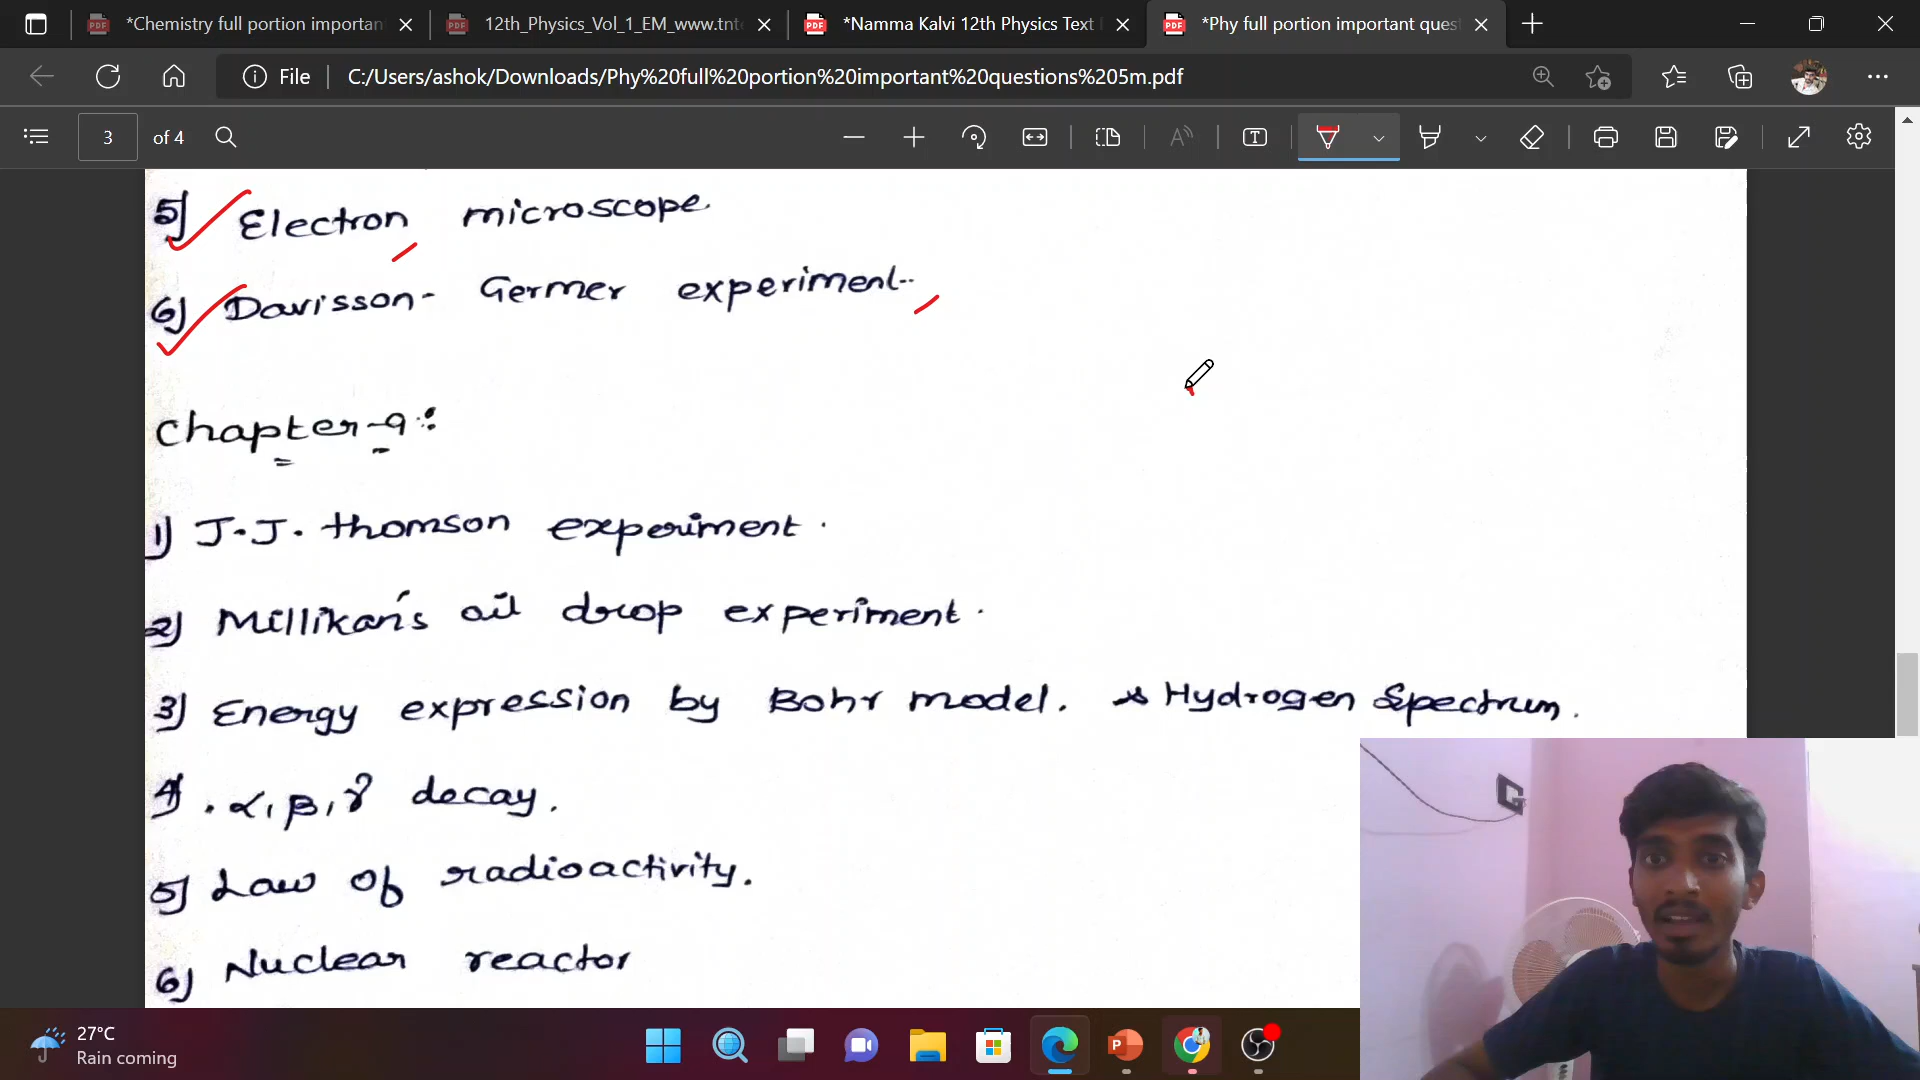 *Chemistry full portion importan
12th_Physics_Vol_1_EM_www.tnt
*Namma Kalvi 12th Physics Text
*Phy full portion important ques
File
C:/Users/ashok/Downloads/Phy%20full%20portion%20important%20questions%205m.pdf
3 of 4
5) Electron microscope.
6) Davisson- Germer experiment..
Chapter-9:
1) J.J. thomson experiment.
2) Millikan's oil drop experiment.
3) Energy expression by Bohr model. * Hydrogen Spectrum.
4) . α, β, γ decay.
5) Law of radioactivity.
6) Nuclear reactor
G
27°C
Rain coming